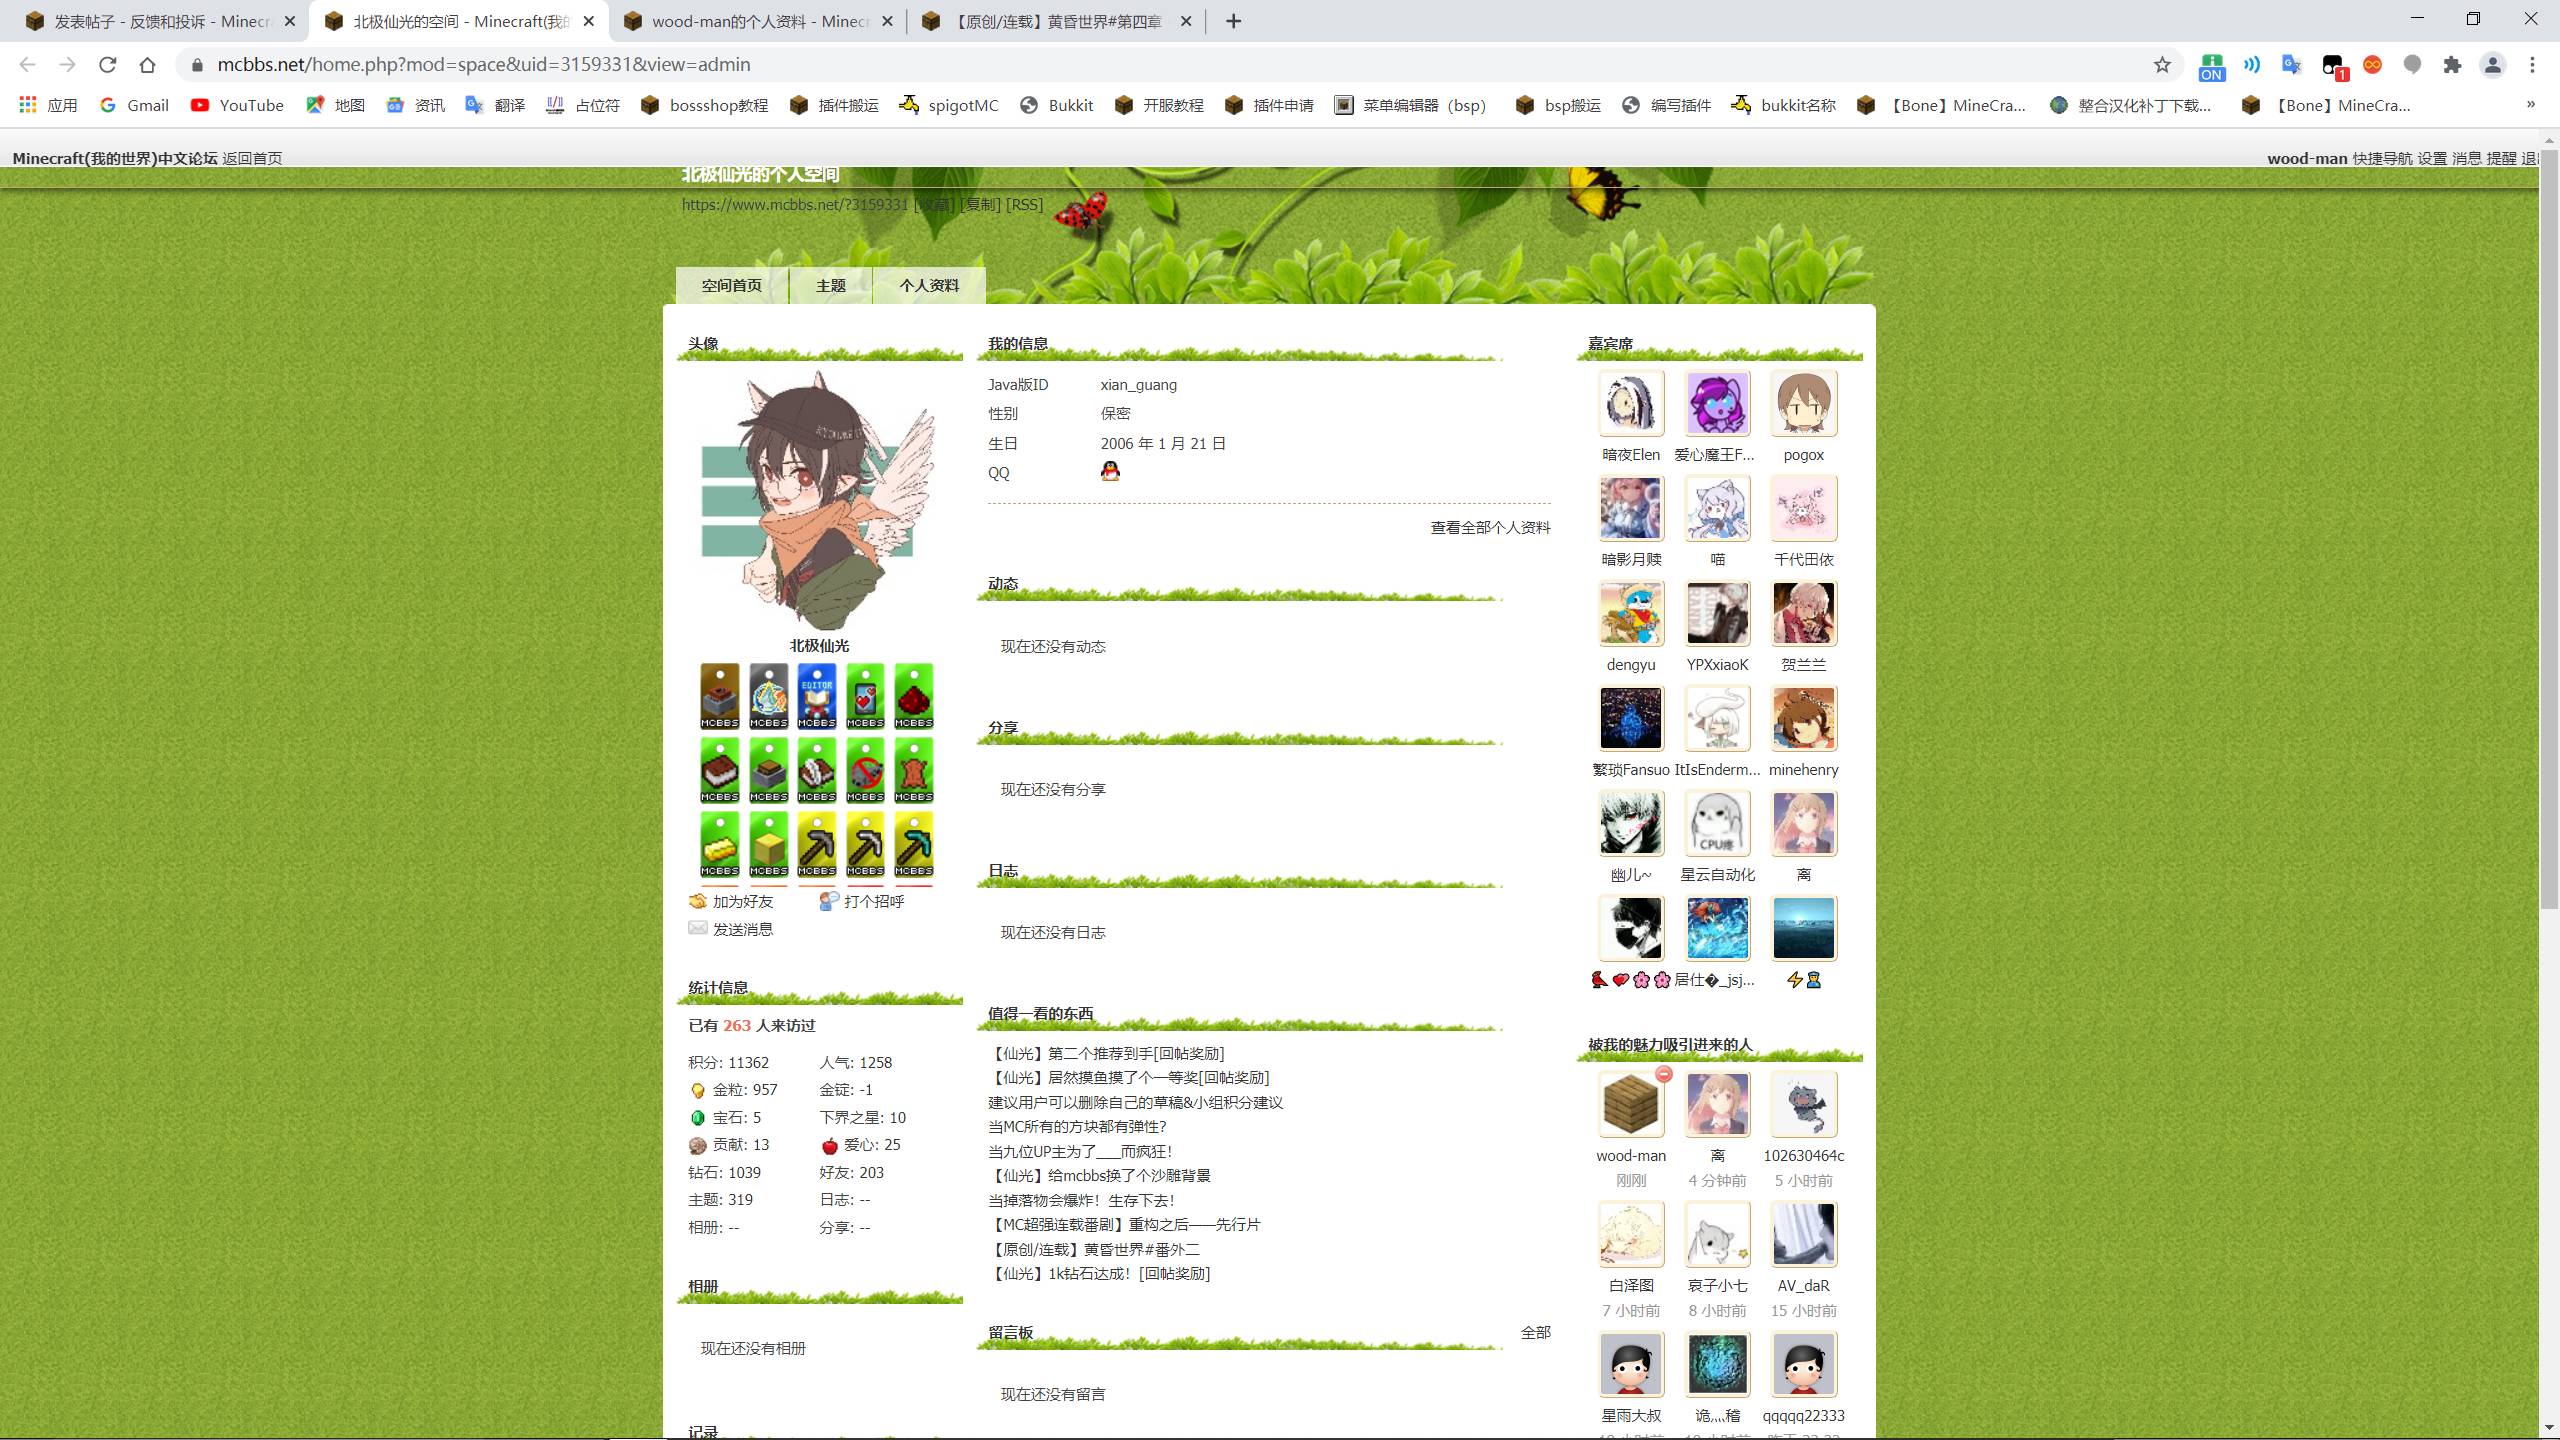 发表帖子 - 反馈和投诉 - Minecr
北极仙光的空间 - Minecraft(我的
wood-man的个人资料 - Minecr
【原创/连载】黄昏世界#第四章
mcbbs.net/home.php?mod=space&uid=3159331&view=admin
ON
1
应用
Gmail
YouTube
地图
资讯
翻译
占位符
bossshop教程
插件搬运
spigotMC
Bukkit
开服教程
插件申请
菜单编辑器（bsp）
bsp搬运
编写插件
bukkit名称
【Bone】MineCra...
整合汉化补丁下载...
【Bone】MineCra...
»
Minecraft(我的世界)中文论坛 返回首页
wood-man 快捷导航 设置 消息 提醒
北极仙光的个人空间
https://www.mcbbs.net/?3159331 [收藏] [复制] [RSS]
空间首页
主题
个人资料
头像
北极仙光
EDITOR
MCBBS MCBBS MCBBS MCBBS MCBBS
MCBBS MCBBS MCBBS MCBBS MCBBS
MCBBS MCBBS MCBBS MCBBS MCBBS
加为好友
打个招呼
发送消息
统计信息
已有 263 人来访过
积分: 11362
人气: 1258
金粒: 957
金锭: -1
宝石: 5
下界之星: 10
贡献: 13
爱心: 25
钻石: 1039
好友: 203
主题: 319
日志: --
相册: --
分享: --
相册
现在还没有相册
记录
我的信息
Java版ID xian_guang
性别 保密
生日 2006 年 1 月 21 日
QQ
查看全部个人资料
动态
现在还没有动态
分享
现在还没有分享
日志
现在还没有日志
值得一看的东西
【仙光】第二个推荐到手[回帖奖励]
【仙光】居然摸鱼摸了个一等奖[回帖奖励]
建议用户可以删除自己的草稿&小组积分建议
当MC所有的方块都有弹性?
当九位UP主为了___而疯狂！
【仙光】给mcbbs换了个沙雕背景
当掉落物会爆炸！生存下去！
【MC超强连载番剧】重构之后——先行片
【原创/连载】黄昏世界#番外二
【仙光】1k钻石达成！[回帖奖励]
留言板
全部
现在还没有留言
嘉宾席
暗夜Elen
爱心魔王F...
pogox
暗影月赎
喵
千代田依
dengyu
YPXxiaoK
贺兰兰
繁琐Fansuo
ItIsEnderm...
minehenry
CPU疼
幽儿~
星云自动化
离
居仕�_jsj...
被我的魅力吸引进来的人
wood-man
离
102630464c
刚刚
4 分钟前
5 小时前
白泽图
哀子小七
AV_daR
7 小时前
8 小时前
15 小时前
星雨大叔
诡灬稽
qqqqq22333